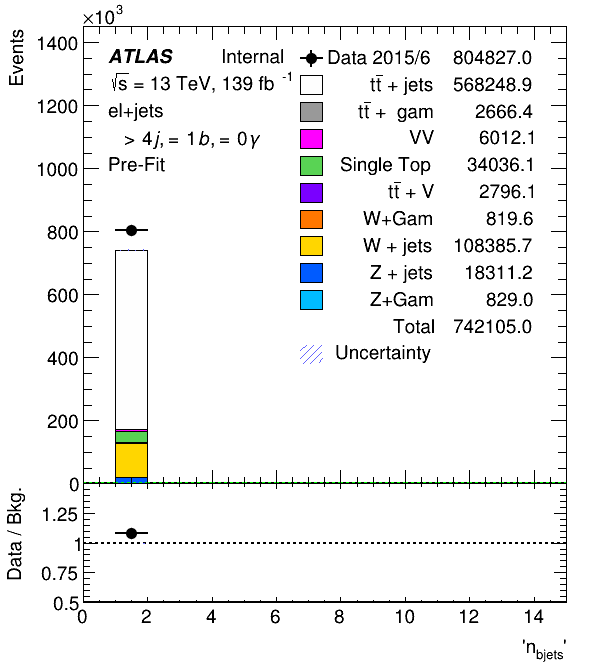 ×10³
Events
ATLAS Internal
√s = 13 TeV, 139 fb⁻¹
el+jets
> 4j, = 1b, = 0γ
Pre-Fit
Data 2015/6 804827.0
tt̄ + jets 568248.9
tt̄ + gam 2666.4
VV 6012.1
Single Top 34036.1
tt̄ + V 2796.1
W+Gam 819.6
W + jets 108385.7
Z + jets 18311.2
Z+Gam 829.0
Total 742105.0
Uncertainty
1400
1200
1000
800
600
400
200
0
Data / Bkg.
1.25
1
0.75
0.5
0 2 4 6 8 10 12 14
'n_bjets'